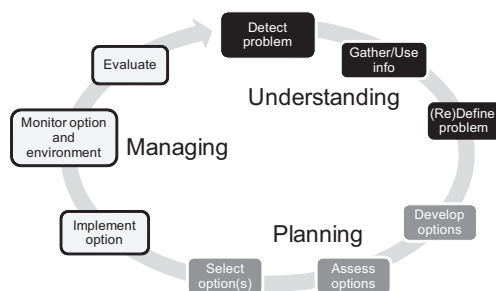 Detect
problem
Gather/Use
info
(Re)Define
problem
Understanding
Develop
options
Assess
options
Select
option(s)
Planning
Implement
option
Monitor option
and
environment
Evaluate
Managing